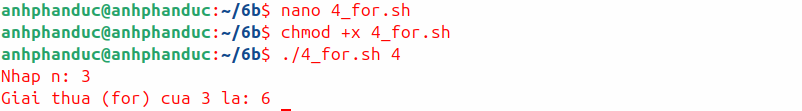 anhphanduc@anhphanduc:~/6b$ nano 4_for.sh
anhphanduc@anhphanduc:~/6b$ chmod +x 4_for.sh
anhphanduc@anhphanduc:~/6b$ ./4_for.sh 4
Nhap n: 3
Giai thua (for) cua 3 la: 6